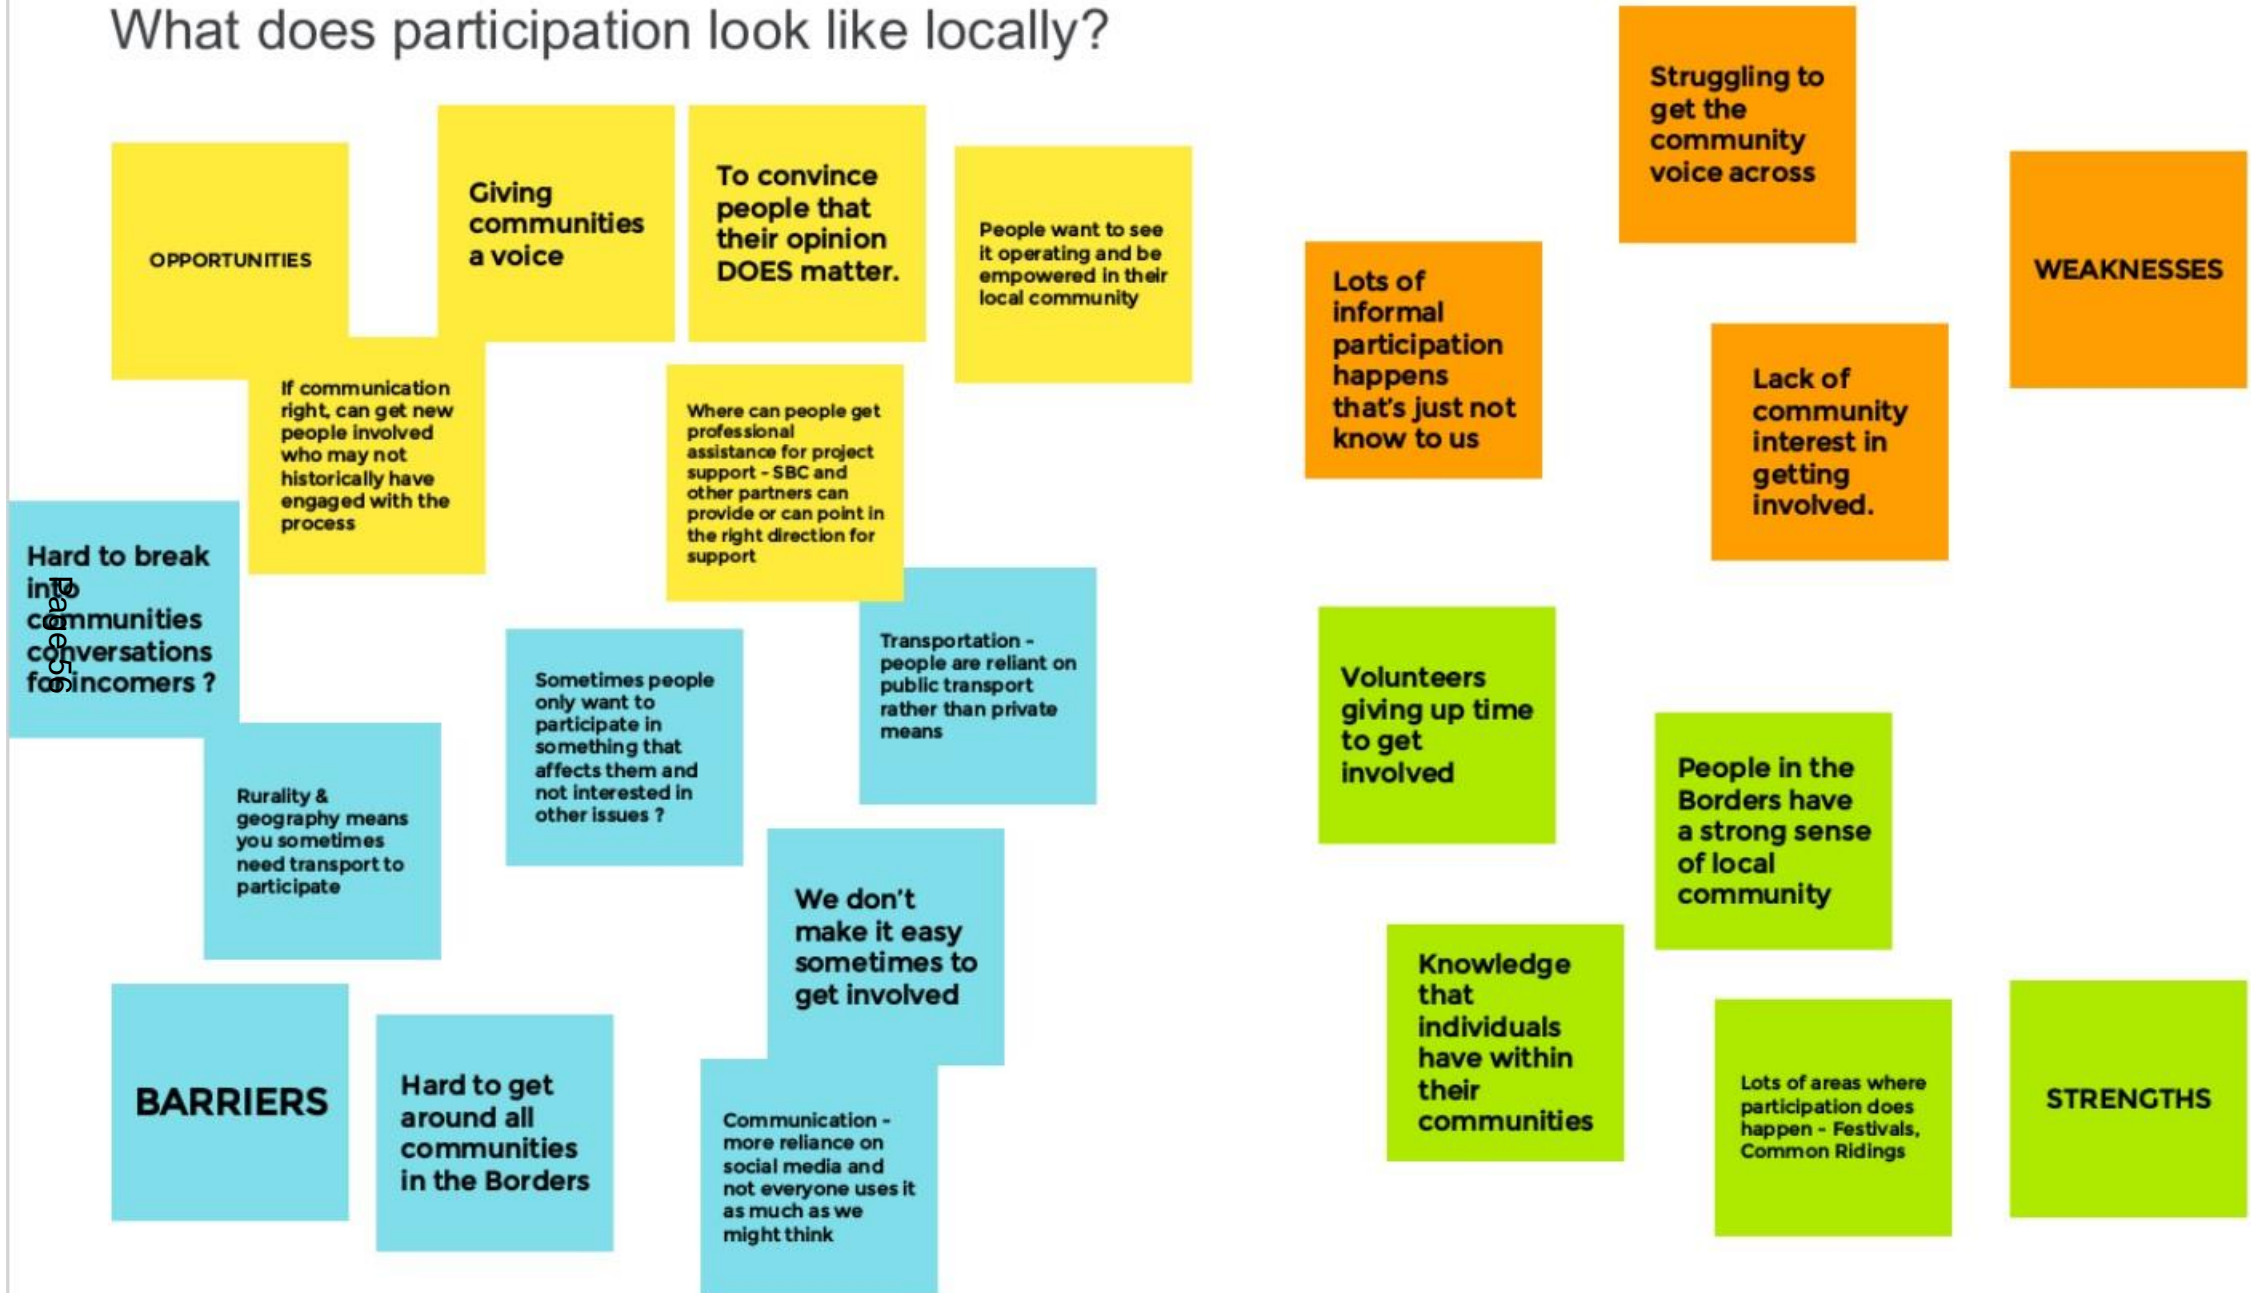 What does participation look like locally?
OPPORTUNITIES
Giving
communities
a voice
To convince
people that
their opinion
DOES matter.
People want to see
it operating and be
empowered in their
local community
If communication
right, can get new
people involved
who may not
historically have
engaged with the
process
Where can people get
professional
assistance for project
support - SBC and
other partners can
provide or can point in
the right direction for
support
Hard to break
into
communities
conversations
for incomers ?
Page 56
Rurality &
geography means
you sometimes
need transport to
participate
Sometimes people
only want to
participate in
something that
affects them and
not interested in
other issues ?
Transportation -
people are reliant on
public transport
rather than private
means
We don't
make it easy
sometimes to
get involved
BARRIERS
Hard to get
around all
communities
in the Borders
Communication -
more reliance on
social media and
not everyone uses it
as much as we
might think
Struggling to
get the
community
voice across
WEAKNESSES
Lots of
informal
participation
happens
that's just not
know to us
Lack of
community
interest in
getting
involved.
Volunteers
giving up time
to get
involved
People in the
Borders have
a strong sense
of local
community
Knowledge
that
individuals
have within
their
communities
Lots of areas where
participation does
happen - Festivals,
Common Ridings
STRENGTHS